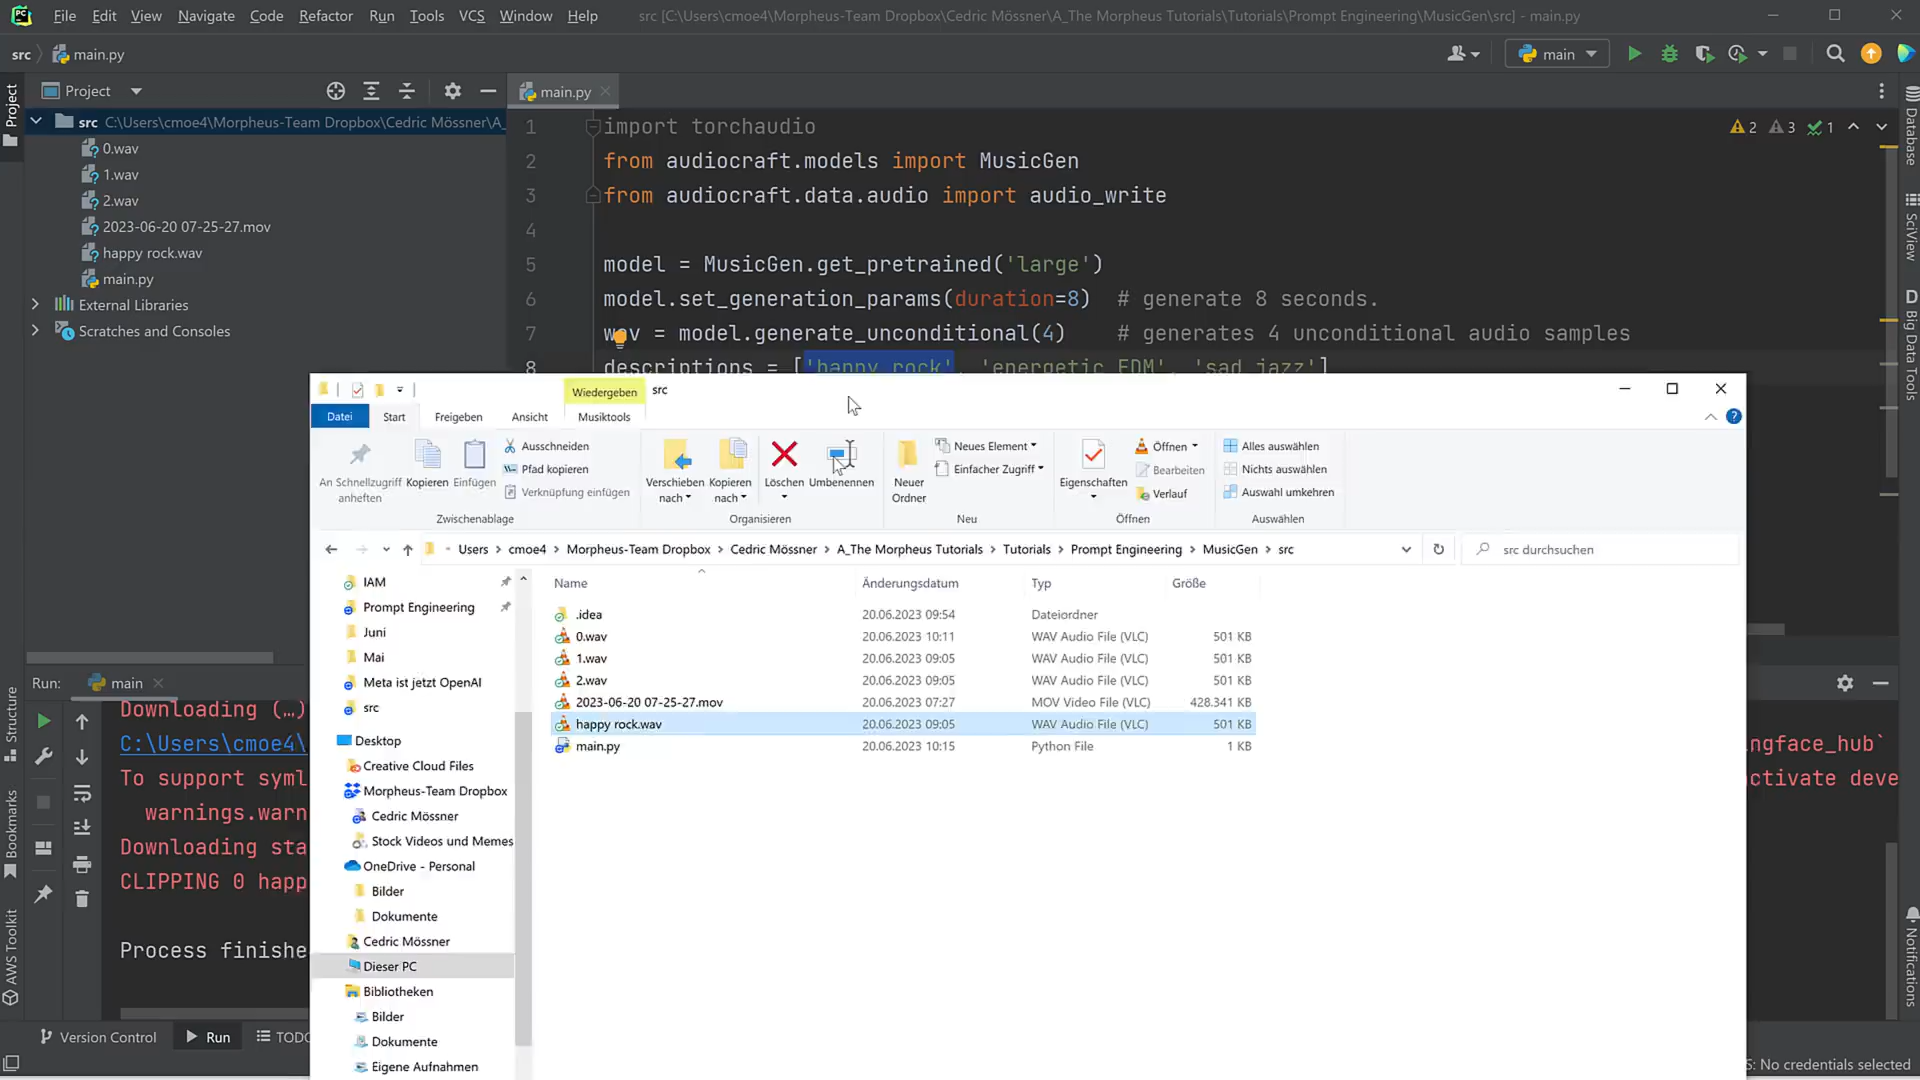 File Edit View Navigate Code Refactor Run Tools VCS Window Help
src [C:\Users\cmoe4\Morpheus-Team Dropbox\Cedric Mössner\A_The Morpheus Tutorials\Tutorials\Prompt Engineering\MusicGen\src] - main.py
src main.py
main
Project
Project
src C:\Users\cmoe4\Morpheus-Team Dropbox\Cedric Mössner\A_
0.wav
1.wav
2.wav
2023-06-20 07-25-27.mov
happy rock.wav
main.py
External Libraries
Scratches and Consoles
main.py
2 3 1
1 import torchaudio
2 from audiocraft.models import MusicGen
3 from audiocraft.data.audio import audio_write
4
5 model = MusicGen.get_pretrained('large')
6 model.set_generation_params(duration=8) # generate 8 seconds.
7 wav = model.generate_unconditional(4) # generates 4 unconditional audio samples
8 descriptions = ['happy rock', 'energetic EDM', 'sad jazz']
Database
SciView
Big Data Tools
Notifications
Wiedergeben src
Datei Start Freigeben Ansicht Musiktools
An Schnellzugriff anheften
Kopieren
Einfügen
Ausschneiden
Pfad kopieren
Verknüpfung einfügen
Zwischenablage
Verschieben nach
Kopieren nach
Löschen
Umbenennen
Organisieren
Neuer Ordner
Neues Element
Einfacher Zugriff
Neu
Eigenschaften
Öffnen
Bearbeiten
Verlauf
Öffnen
Alles auswählen
Nichts auswählen
Auswahl umkehren
Auswählen
Users > cmoe4 > Morpheus-Team Dropbox > Cedric Mössner > A_The Morpheus Tutorials > Tutorials > Prompt Engineering > MusicGen > src
src durchsuchen
IAM
Prompt Engineering
Juni
Mai
Meta ist jetzt OpenAI
src
Desktop
Creative Cloud Files
Morpheus-Team Dropbox
Cedric Mössner
Stock Videos und Memes
OneDrive - Personal
Bilder
Dokumente
Cedric Mössner
Dieser PC
Bibliotheken
Bilder
Dokumente
Eigene Aufnahmen
Name Änderungsdatum Typ Größe
.idea 20.06.2023 09:54 Dateiordner
0.wav 20.06.2023 10:11 WAV Audio File (VLC) 501 KB
1.wav 20.06.2023 09:05 WAV Audio File (VLC) 501 KB
2.wav 20.06.2023 09:05 WAV Audio File (VLC) 501 KB
2023-06-20 07-25-27.mov 20.06.2023 07:27 MOV Video File (VLC) 428.341 KB
happy rock.wav 20.06.2023 09:05 WAV Audio File (VLC) 501 KB
main.py 20.06.2023 10:15 Python File 1 KB
Run: main
Downloading (…)
C:\Users\cmoe4\
ngface_hub`
To support syml
ctivate deve
warnings.warn
Downloading sta
CLIPPING 0 happ
Process finishe
Structure
Bookmarks
AWS Toolkit
Version Control Run TODO
S: No credentials selected